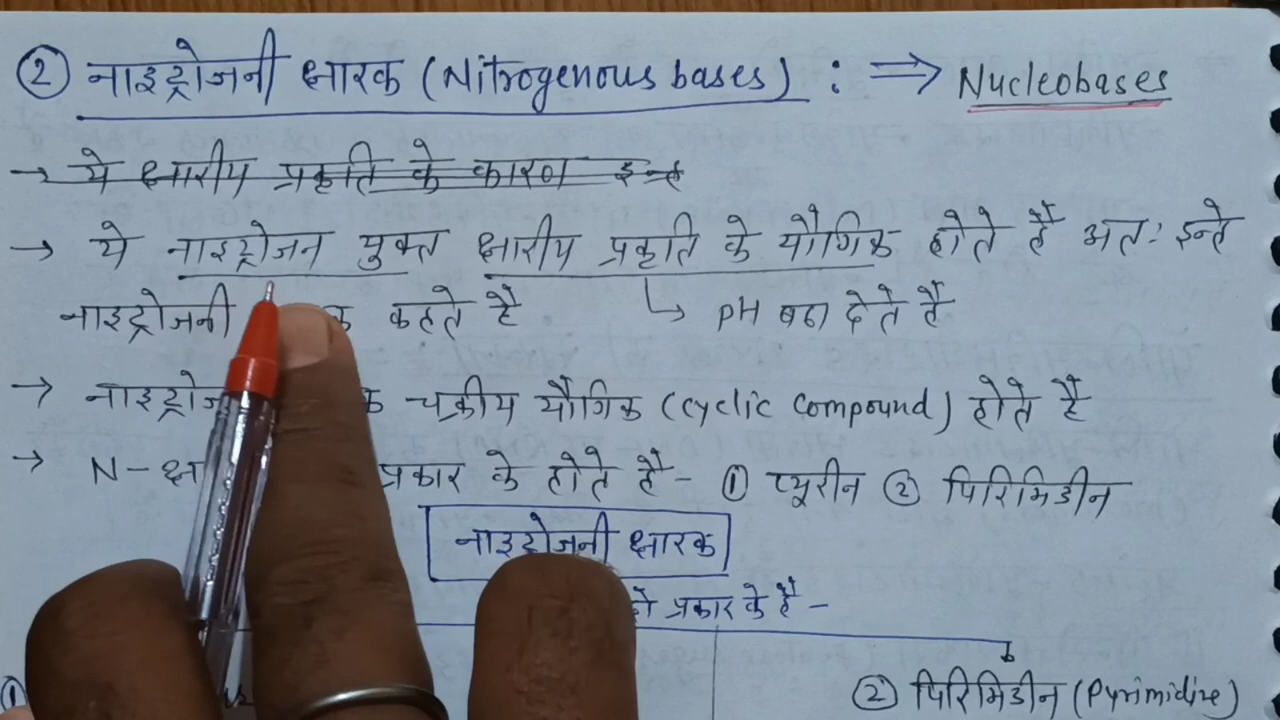 ② नाइट्रोजनी क्षारक (Nitrogenous bases) : ⇒ Nucleobases
→ ये क्षारीय प्रकृति के कारण इन्हे
→ ये नाइट्रोजन युक्त क्षारीय प्रकृति के यौगिक होते हैं अतः इन्हे
नाइट्रोजनी कहते है ↳ pH बढा देते हैं
→ चक्रीय यौगिक (cyclic compound) होते हैं
→ N- प्रकार के होते हैं - ① प्यूरीन ② पिरिमिडीन
नाइट्रोजनी क्षारक
दो प्रकार के हैं -
① ② पिरिमिडीन (Pyrimidine)